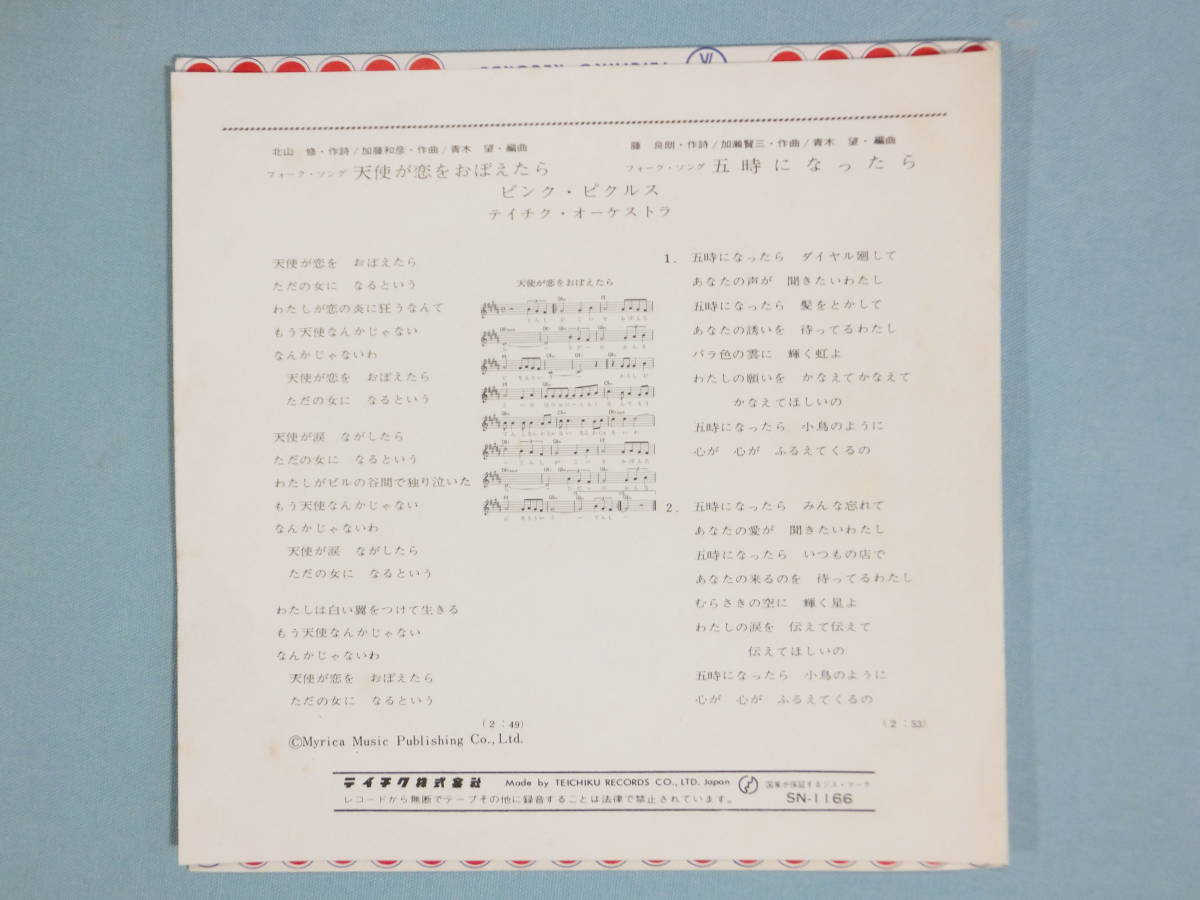 北山 修・作詩/加藤和彦・作曲/青木 望・編曲
フォーク・ソング 天使が恋をおぼえたら
藤 良朗・作詩/加瀬賢三・作曲/青木 望・編曲
フォーク・ソング 五時になったら
ピンク・ピクルス
テイチク・オーケストラ
天使が恋を おぼえたら
ただの女に なるという
わたしが恋の炎に狂うなんて
もう天使なんかじゃない
なんかじゃないわ
天使が恋を おぼえたら
ただの女に なるという
天使が涙 ながしたら
ただの女に なるという
わたしがビルの谷間で独り泣いた
もう天使なんかじゃない
なんかじゃないわ
天使が涙 ながしたら
ただの女に なるという
わたしは白い翼をつけて生きる
もう天使なんかじゃない
なんかじゃないわ
天使が恋を おぼえたら
ただの女に なるという
(2:49)
©Myrica Music Publishing Co., Ltd.
天使が恋をおぼえたら
1. 五時になったら ダイヤル廻して
あなたの声が 聞きたいわたし
五時になったら 髪をとかして
あなたの誘いを 待ってるわたし
バラ色の雲に 輝く虹よ
わたしの願いを かなえてかなえて
かなえてほしいの
五時になったら 小鳥のように
心が 心が ふるえてくるの
2. 五時になったら みんな忘れて
あなたの愛が 聞きたいわたし
五時になったら いつもの店で
あなたの来るのを 待ってるわたし
むらさきの空に 輝く星よ
わたしの涙を 伝えて伝えて
伝えてほしいの
五時になったら 小鳥のように
心が 心が ふるえてくるの
(2:53)
テイチク株式会社 Made by TEICHIKU RECORDS CO., LTD. Japan
国家が保証するジス・マーク
レコードから無断でテープその他に録音することは法律で禁止されています。
SN-1166